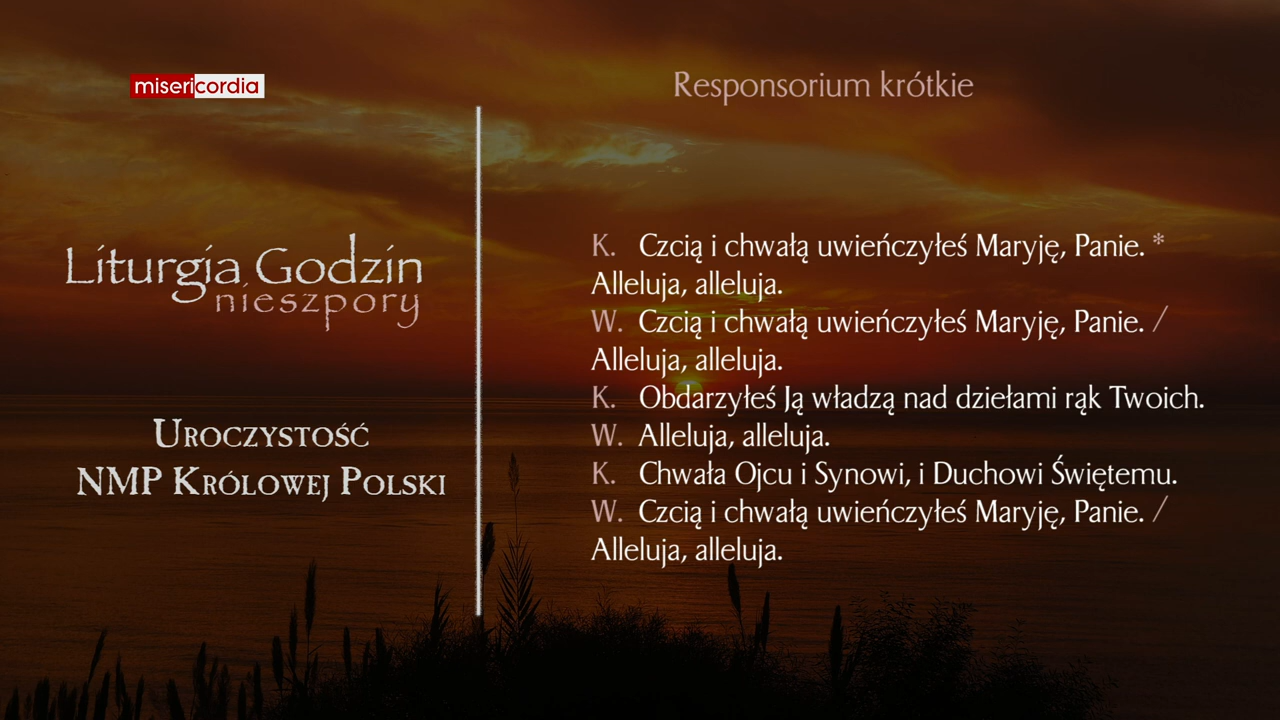 misericordia
Responsorium krótkie
Liturgia Godzin
nieszpory
Uroczystość
NMP Królowej Polski
K. Czcią i chwałą uwieńczyłeś Maryję, Panie. *
Alleluja, alleluja.
W. Czcią i chwałą uwieńczyłeś Maryję, Panie. /
Alleluja, alleluja.
K. Obdarzyłeś Ją władzą nad dziełami rąk Twoich.
W. Alleluja, alleluja.
K. Chwała Ojcu i Synowi, i Duchowi Świętemu.
W. Czcią i chwałą uwieńczyłeś Maryję, Panie. /
Alleluja, alleluja.